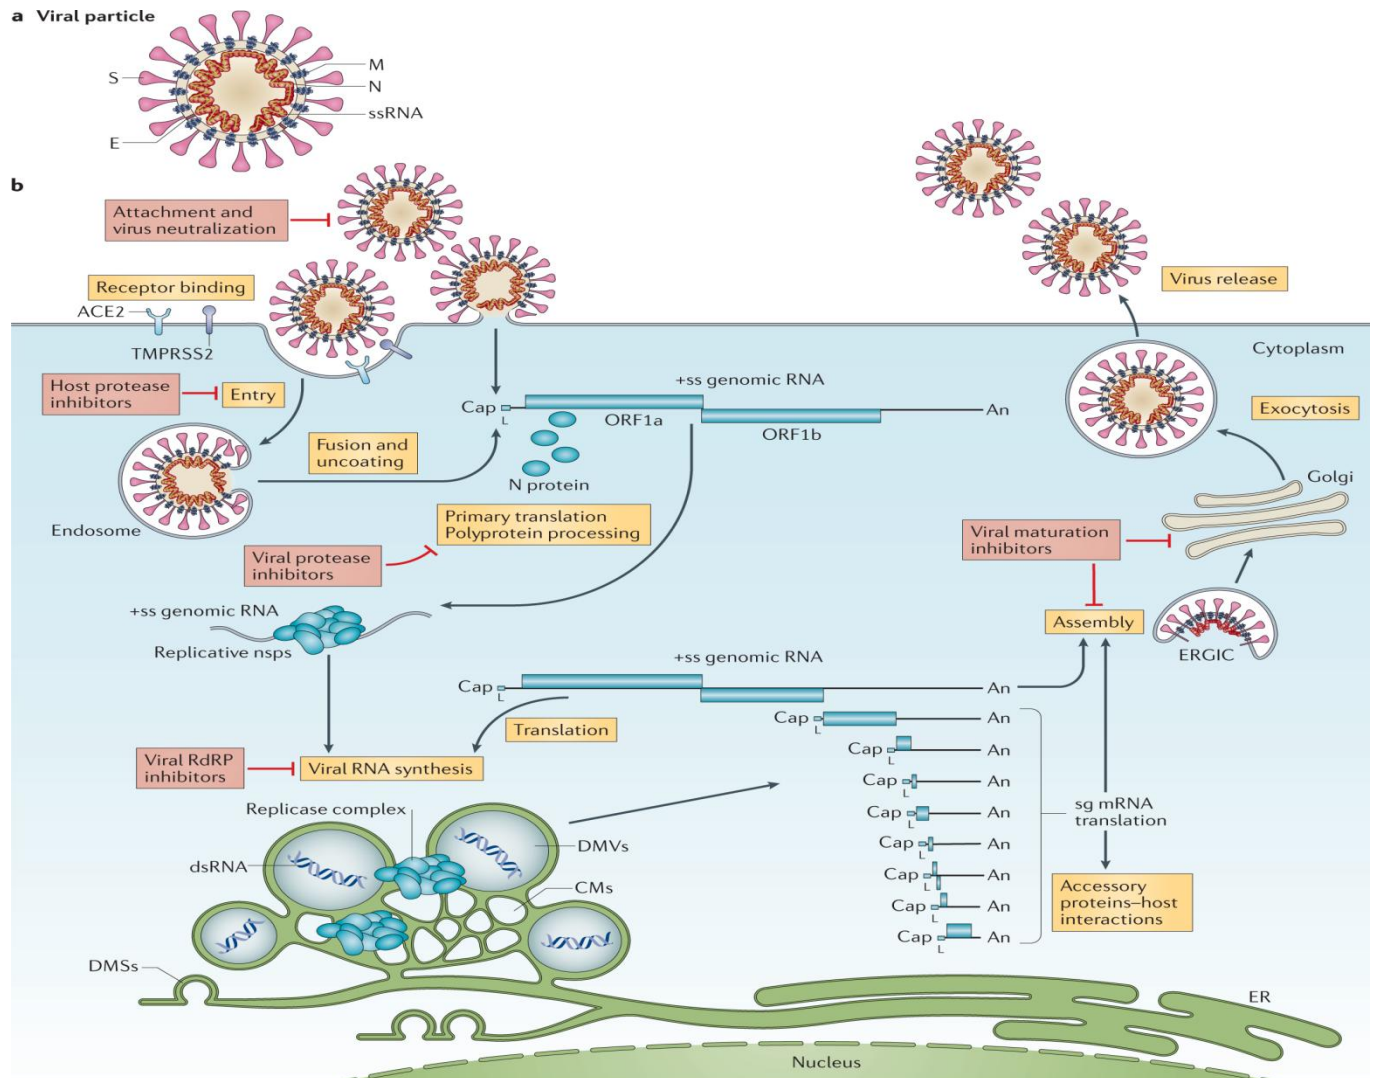 a Viral particle
S
M
N
ssRNA
E
b
Attachment and
virus neutralization
Receptor binding
ACE2
TMPRSS2
Virus release
Cytoplasm
Host protease
inhibitors
Entry
+ss genomic RNA
Cap
L
ORF1a
ORF1b
An
Exocytosis
Fusion and
uncoating
N protein
Golgi
Endosome
Primary translation
Polyprotein processing
Viral protease
inhibitors
Viral maturation
inhibitors
+ss genomic RNA
Replicative nsps
Assembly
ERGIC
+ss genomic RNA
Cap
L
An
Translation
Cap
L
An
Viral RdRP
inhibitors
Viral RNA synthesis
Cap
L
An
Cap
L
An
Replicase complex
sg mRNA
translation
Cap
L
An
DMVs
Cap
L
An
dsRNA
Cap
L
An
CMs
Accessory
proteins–host
interactions
Cap
L
An
Cap
L
An
DMSs
ER
Nucleus